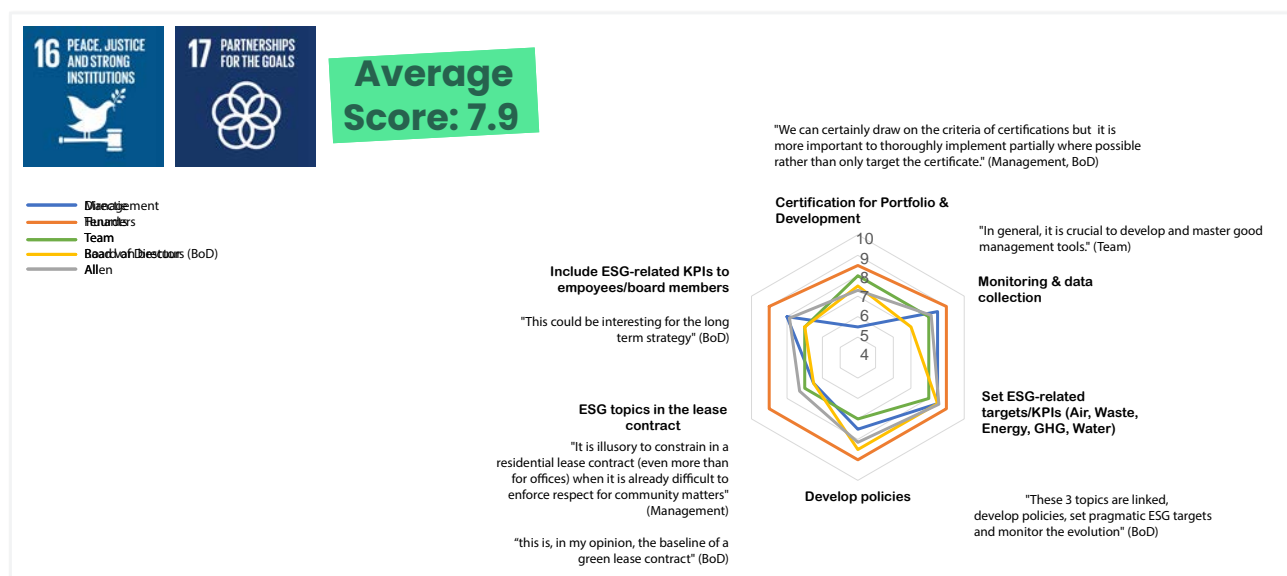 16 PEACE, JUSTICE
AND STRONG
INSTITUTIONS
17 PARTNERSHIPS
FOR THE GOALS
Average
Score: 7.9
Management
Team
Board of Directors (BoD)
"We can certainly draw on the criteria of certifications but it is
more important to thoroughly implement partially where possible
rather than only target the certificate." (Management, BoD)
Certification for Portfolio &
Development
"In general, it is crucial to develop and master good
management tools." (Team)
Monitoring & data
collection
Include ESG-related KPIs to
empoyees/board members
"This could be interesting for the long
term strategy" (BoD)
10
9
8
7
6
5
4
ESG topics in the lease
contract
"It is illusory to constrain in a
residential lease contract (even more than
for offices) when it is already difficult to
enforce respect for community matters"
(Management)
“this is, in my opinion, the baseline of a
green lease contract" (BoD)
Set ESG-related
targets/KPIs (Air, Waste,
Energy, GHG, Water)
Develop policies
"These 3 topics are linked,
develop policies, set pragmatic ESG targets
and monitor the evolution" (BoD)